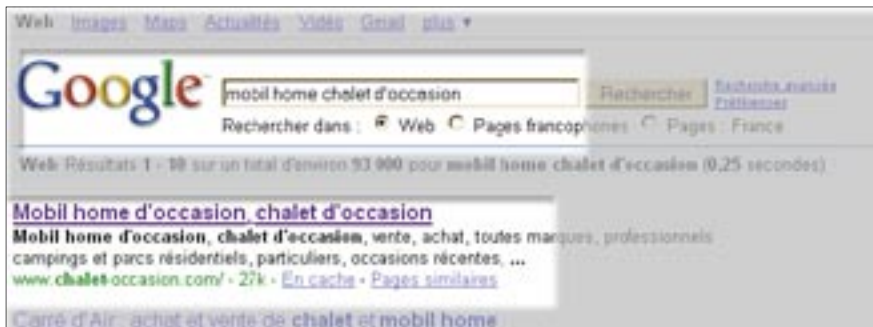 Web Images Maps Actualités Vidéo Gmail plus ▼
Google™ mobil home chalet d'occasion Rechercher Recherche avancée
Préférences
Rechercher dans : Web Pages francophones Pages : France
Web Résultats 1 - 10 sur un total d'environ 93 000 pour mobil home chalet d'occasion (0,25 secondes)
Mobil home d'occasion, chalet d'occasion
Mobil home d'occasion, chalet d'occasion, vente, achat, toutes marques, professionnels
campings et parcs résidentiels, particuliers, occasions récentes, ...
www.chalet-occasion.com/ - 27k - En cache - Pages similaires
Carré d'Air : achat et vente de chalet et mobil home